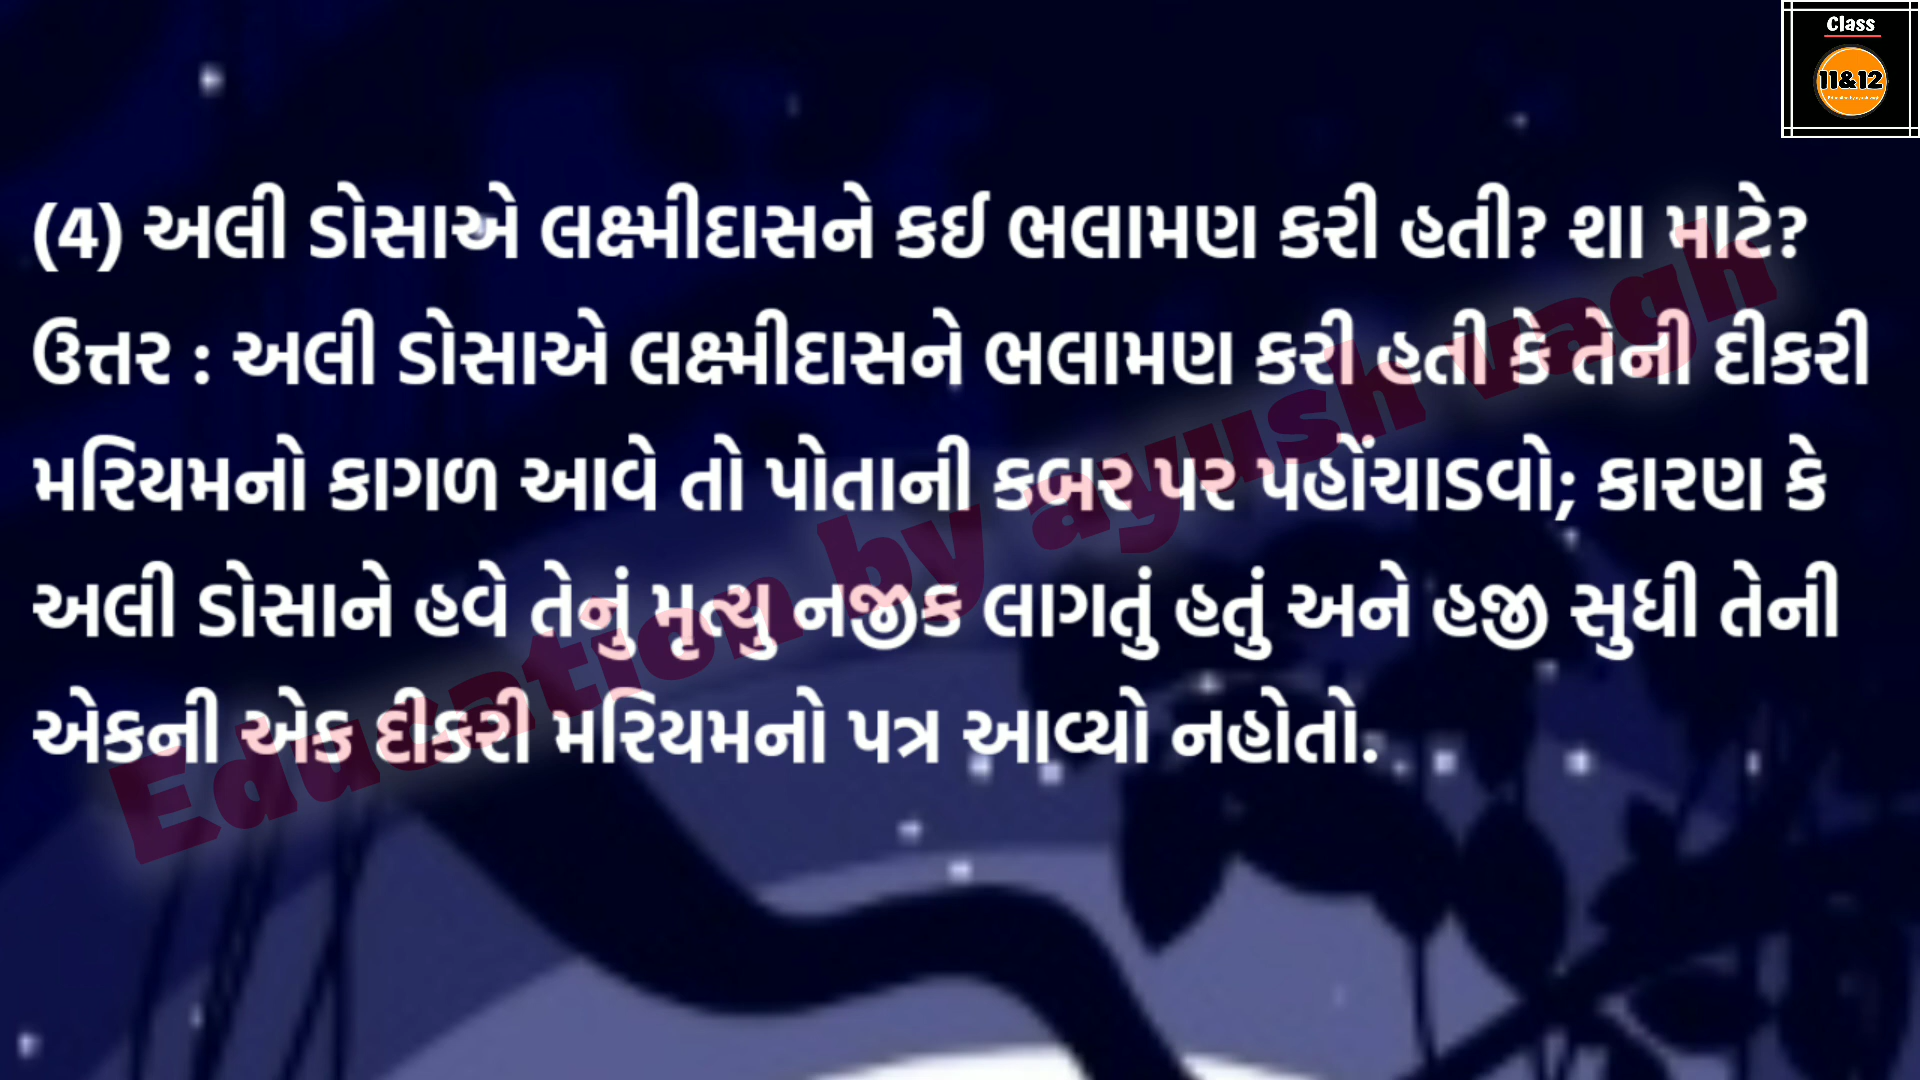 Class
11&12
(4) અલી ડોસાએ લક્ષ્મીદાસને કઈ ભલામણ કરી હતી? શા માટે?
ઉત્તર : અલી ડોસાએ લક્ષ્મીદાસને ભલામણ કરી હતી કે તેની દીકરી
મરિયમનો કાગળ આવે તો પોતાની કબર પર પહોંચાડવો; કારણ કે
અલી ડોસાને હવે તેનું મૃત્યુ નજીક લાગતું હતું અને હજી સુધી તેની
એકની એક દીકરી મરિયમનો પત્ર આવ્યો નહોતો.
Education by ayush vagh